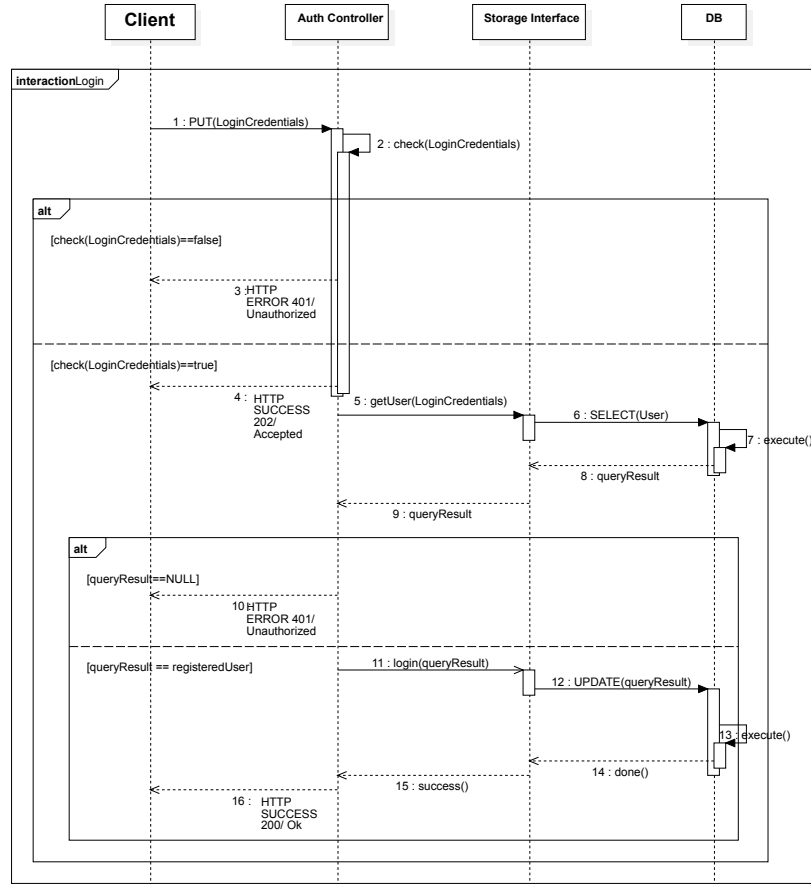 Client
Auth Controller
Storage Interface
DB
interactionLogin
1 : PUT(LoginCredentials)
2 : check(LoginCredentials)
alt
[check(LoginCredentials)==false]
3 : HTTP
ERROR 401/
Unauthorized
[check(LoginCredentials)==true]
4 : HTTP
SUCCESS
202/
Accepted
5 : getUser(LoginCredentials)
6 : SELECT(User)
7 : execute()
8 : queryResult
9 : queryResult
alt
[queryResult==NULL]
10 : HTTP
ERROR 401/
Unauthorized
[queryResult == registeredUser]
11 : login(queryResult)
12 : UPDATE(queryResult)
13 : execute()
14 : done()
15 : success()
16 : HTTP
SUCCESS
200/ Ok